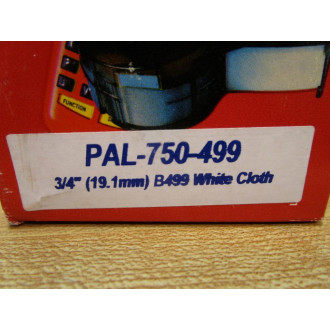 FUNCTION
PAL-750-499
3/4" (19.1mm) B499 White Cloth